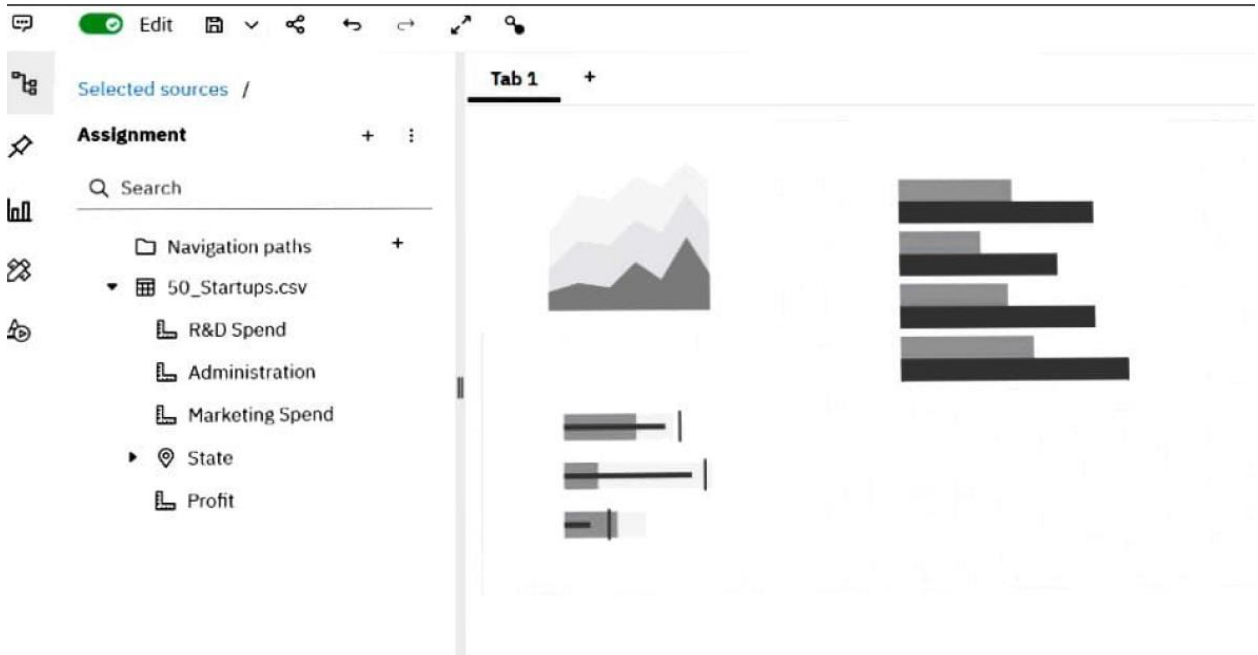 Edit
Selected sources /
Tab 1 +
Assignment +
Search
Navigation paths +
50_Startups.csv
R&D Spend
Administration
Marketing Spend
State
Profit